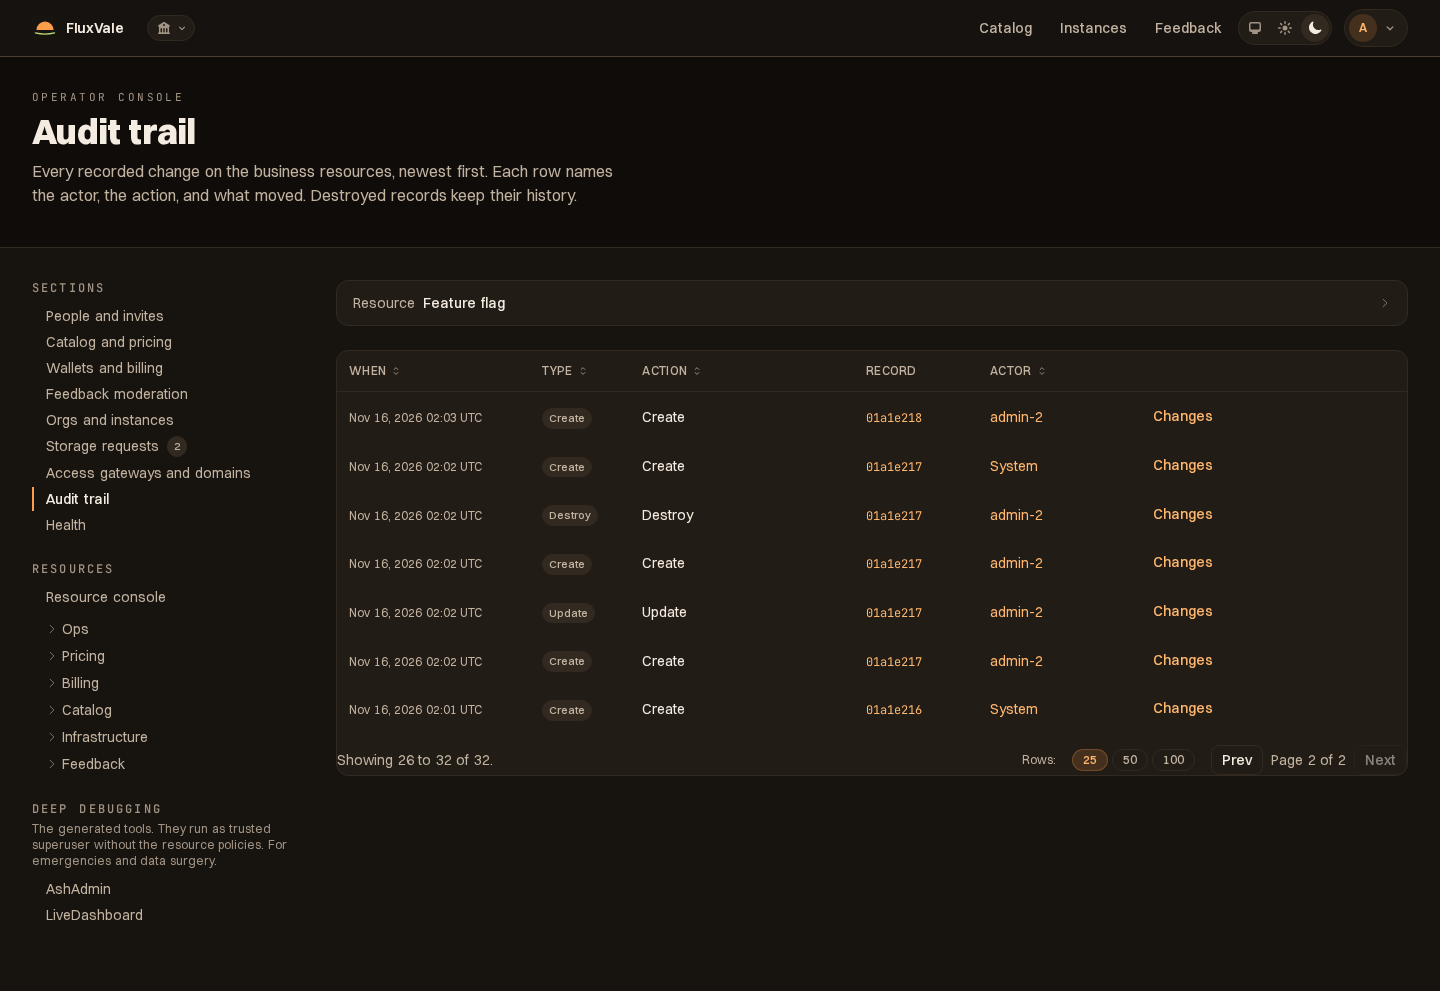 FluxVale
Catalog
Instances
Feedback
A
OPERATOR CONSOLE
Audit trail
Every recorded change on the business resources, newest first. Each row names
the actor, the action, and what moved. Destroyed records keep their history.
SECTIONS
People and invites
Catalog and pricing
Wallets and billing
Feedback moderation
Orgs and instances
Storage requests 2
Access gateways and domains
Audit trail
Health
RESOURCES
Resource console
Ops
Pricing
Billing
Catalog
Infrastructure
Feedback
DEEP DEBUGGING
The generated tools. They run as trusted
superuser without the resource policies. For
emergencies and data surgery.
AshAdmin
LiveDashboard
Resource Feature flag
WHEN TYPE ACTION RECORD ACTOR
Nov 16, 2026 02:03 UTC Create Create 01a1e218 admin-2 Changes
Nov 16, 2026 02:02 UTC Create Create 01a1e217 System Changes
Nov 16, 2026 02:02 UTC Destroy Destroy 01a1e217 admin-2 Changes
Nov 16, 2026 02:02 UTC Create Create 01a1e217 admin-2 Changes
Nov 16, 2026 02:02 UTC Update Update 01a1e217 admin-2 Changes
Nov 16, 2026 02:02 UTC Create Create 01a1e217 admin-2 Changes
Nov 16, 2026 02:01 UTC Create Create 01a1e216 System Changes
Showing 26 to 32 of 32. Rows: 25 50 100 Prev Page 2 of 2 Next